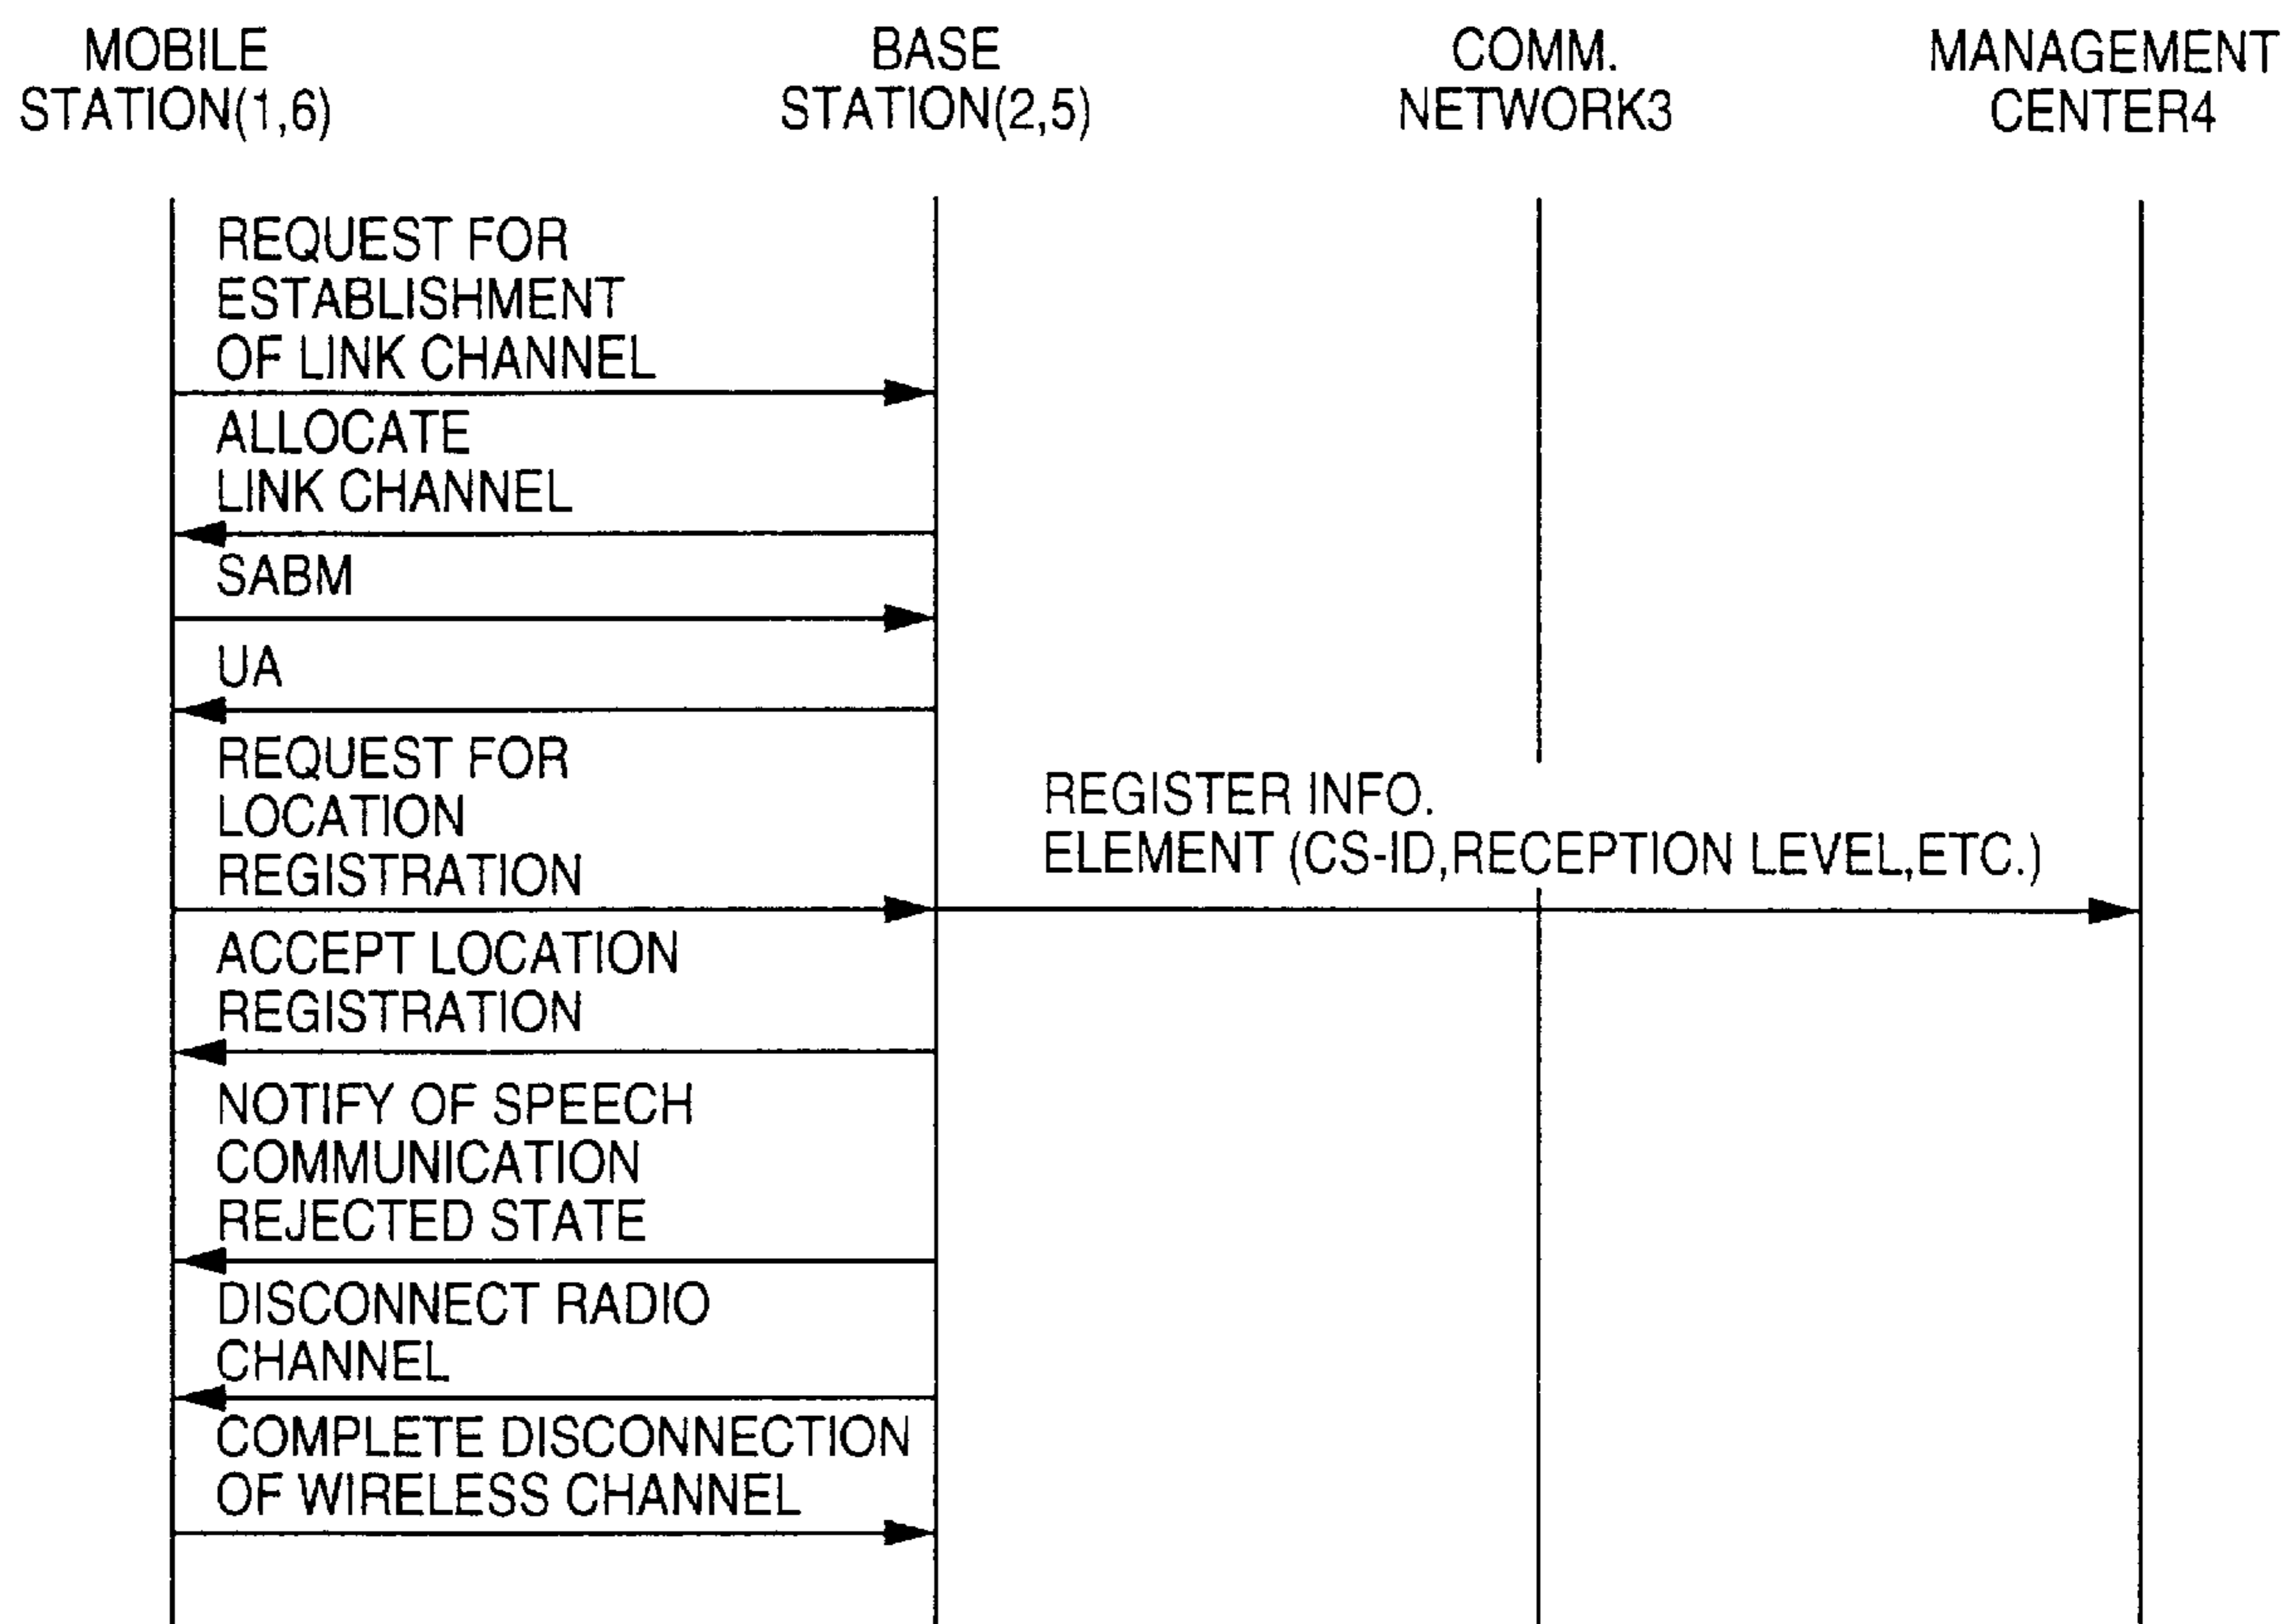 MOBILE
STATION(1,6)
BASE
STATION(2,5)
COMM.
NETWORK3
MANAGEMENT
CENTER4
REQUEST FOR
ESTABLISHMENT
OF LINK CHANNEL
ALLOCATE
LINK CHANNEL
SABM
UA
REQUEST FOR
LOCATION
REGISTRATION
REGISTER INFO.
ELEMENT (CS-ID,RECEPTION LEVEL,ETC.)
ACCEPT LOCATION
REGISTRATION
NOTIFY OF SPEECH
COMMUNICATION
REJECTED STATE
DISCONNECT RADIO
CHANNEL
COMPLETE DISCONNECTION
OF WIRELESS CHANNEL